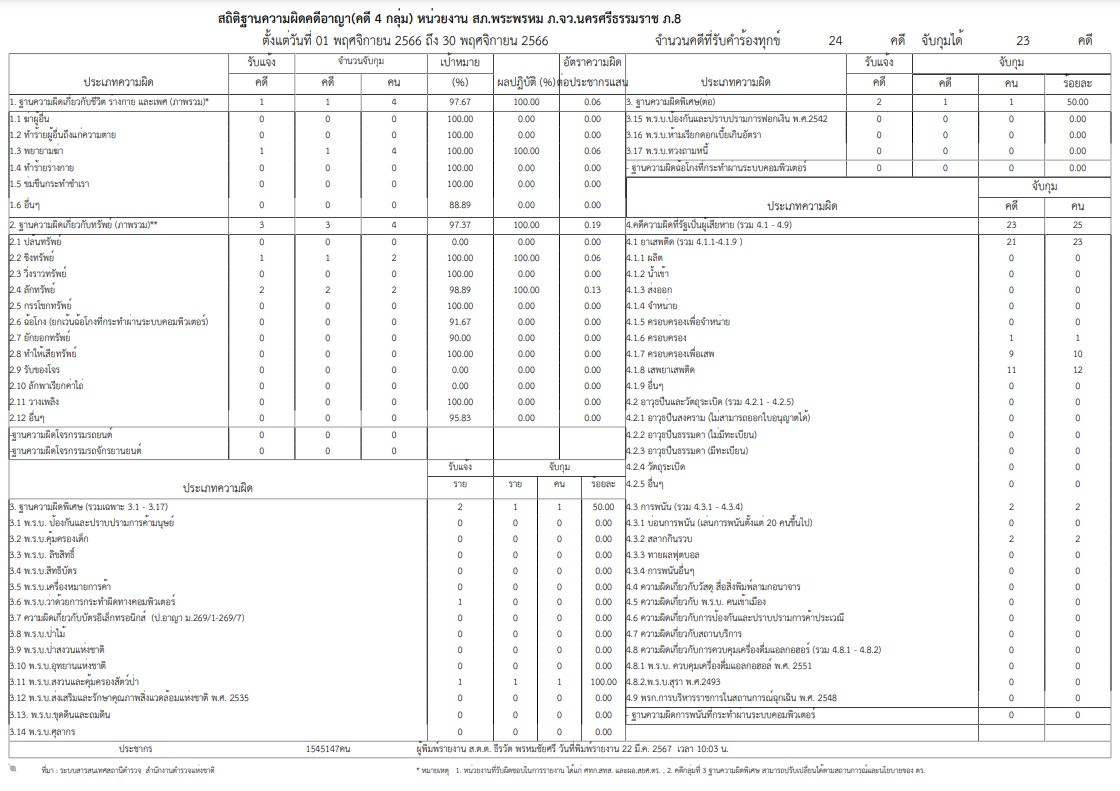 สถิติฐานความผิดคดีอาญา(คดี 4 กลุ่ม) หน่วยงาน สภ.พระพรหม ภ.จว.นครศรีธรรมราช ภ.8
ตั้งแต่วันที่ 01 พฤศจิกายน 2566 ถึง 30 พฤศจิกายน 2566 จำนวนคดีที่รับคำร้องทุกข์ 24 คดี จับกุมได้ 23 คดี
ประเภทความผิด รับแจ้ง จำนวนจับกุม เป้าหมาย ผลปฏิบัติ (%) อัตราความผิด
คดี คดี คน (%) ต่อประชากรแสน
1. ฐานความผิดเกี่ยวกับชีวิต ร่างกาย และเพศ (ภาพรวม)* 1 1 4 97.67 100.00 0.06
1.1 ฆ่าผู้อื่น 0 0 0 100.00 0.00 0.00
1.2 ทำร้ายผู้อื่นถึงแก่ความตาย 0 0 0 100.00 0.00 0.00
1.3 พยายามฆ่า 1 1 4 100.00 100.00 0.06
1.4 ทำร้ายร่างกาย 0 0 0 100.00 0.00 0.00
1.5 ข่มขืนกระทำชำเรา 0 0 0 100.00 0.00 0.00
1.6 อื่นๆ 0 0 0 88.89 0.00 0.00
2. ฐานความผิดเกี่ยวกับทรัพย์ (ภาพรวม)** 3 3 4 97.37 100.00 0.19
2.1 ปล้นทรัพย์ 0 0 0 0.00 0.00 0.00
2.2 ชิงทรัพย์ 1 1 2 100.00 100.00 0.06
2.3 วิ่งราวทรัพย์ 0 0 0 100.00 0.00 0.00
2.4 ลักทรัพย์ 2 2 2 98.89 100.00 0.13
2.5 กรรโชกทรัพย์ 0 0 0 100.00 0.00 0.00
2.6 ฉ้อโกง (ยกเว้นฉ้อโกงที่กระทำผ่านระบบคอมพิวเตอร์) 0 0 0 91.67 0.00 0.00
2.7 ยักยอกทรัพย์ 0 0 0 90.00 0.00 0.00
2.8 ทำให้เสียทรัพย์ 0 0 0 100.00 0.00 0.00
2.9 รับของโจร 0 0 0 0.00 0.00 0.00
2.10 ลักพาเรียกค่าไถ่ 0 0 0 0.00 0.00 0.00
2.11 วางเพลิง 0 0 0 100.00 0.00 0.00
2.12 อื่นๆ 0 0 0 95.83 0.00 0.00
-ฐานความผิดโจรกรรมรถยนต์ 0 0 0
-ฐานความผิดโจรกรรมรถจักรยานยนต์ 0 0 0
ประเภทความผิด รับแจ้ง จับกุม
ราย ราย คน ร้อยละ
3. ฐานความผิดพิเศษ (รวมเฉพาะ 3.1 - 3.17) 2 1 1 50.00
3.1 พ.ร.บ. ป้องกันและปราบปรามการค้ามนุษย์ 0 0 0 0.00
3.2 พ.ร.บ.คุ้มครองเด็ก 0 0 0 0.00
3.3 พ.ร.บ. ลิขสิทธิ์ 0 0 0 0.00
3.4 พ.ร.บ.สิทธิบัตร 0 0 0 0.00
3.5 พ.ร.บ.เครื่องหมายการค้า 0 0 0 0.00
3.6 พ.ร.บ.ว่าด้วยการกระทำผิดทางคอมพิวเตอร์ 1 0 0 0.00
3.7 ความผิดเกี่ยวกับบัตรอิเล็กทรอนิกส์ (ป.อาญา ม.269/1-269/7) 0 0 0 0.00
3.8 พ.ร.บ.ป่าไม้ 0 0 0 0.00
3.9 พ.ร.บ.ป่าสงวนแห่งชาติ 0 0 0 0.00
3.10 พ.ร.บ.อุทยานแห่งชาติ 0 0 0 0.00
3.11 พ.ร.บ.สงวนและคุ้มครองสัตว์ป่า 1 1 1 100.00
3.12 พ.ร.บ.ส่งเสริมและรักษาคุณภาพสิ่งแวดล้อมแห่งชาติ พ.ศ. 2535 0 0 0 0.00
3.13. พ.ร.บ.ขุดดินและถมดิน 0 0 0 0.00
3.14 พ.ร.บ.ศุลากร 0 0 0 0.00
ประเภทความผิด รับแจ้ง จับกุม
คดี คดี คน ร้อยละ
3. ฐานความผิดพิเศษ(ต่อ) 2 1 1 50.00
3.15 พ.ร.บ.ป้องกันและปราบปรามการฟอกเงิน พ.ศ.2542 0 0 0 0.00
3.16 พ.ร.บ.ห้ามเรียกดอกเบี้ยเกินอัตรา 0 0 0 0.00
3.17 พ.ร.บ.ทวงถามหนี้ 0 0 0 0.00
- ฐานความผิดฉ้อโกงที่กระทำผ่านระบบคอมพิวเตอร์ 0 0 0 0.00
ประเภทความผิด จับกุม
คดี คน
4.คดีความผิดที่รัฐเป็นผู้เสียหาย (รวม 4.1 - 4.9) 23 25
4.1 ยาเสพติด (รวม 4.1.1-4.1.9 ) 21 23
4.1.1 ผลิต 0 0
4.1.2 นำเข้า 0 0
4.1.3 ส่งออก 0 0
4.1.4 จำหน่าย 0 0
4.1.5 ครอบครองเพื่อจำหน่าย 0 0
4.1.6 ครอบครอง 1 1
4.1.7 ครอบครองเพื่อเสพ 9 10
4.1.8 เสพยาเสพติด 11 12
4.1.9 อื่นๆ 0 0
4.2 อาวุธปืนและวัตถุระเบิด (รวม 4.2.1 - 4.2.5) 0 0
4.2.1 อาวุธปืนสงคราม (ไม่สามารถออกใบอนุญาตได้) 0 0
4.2.2 อาวุธปืนธรรมดา (ไม่มีทะเบียน) 0 0
4.2.3 อาวุธปืนธรรมดา (มีทะเบียน) 0 0
4.2.4 วัตถุระเบิด 0 0
4.2.5 อื่นๆ 0 0
4.3 การพนัน (รวม 4.3.1 - 4.3.4) 2 2
4.3.1 บ่อนการพนัน (เล่นการพนันตั้งแต่ 20 คนขึ้นไป) 0 0
4.3.2 สลากกินรวบ 2 2
4.3.3 ทายผลฟุตบอล 0 0
4.3.4 การพนันอื่นๆ 0 0
4.4 ความผิดเกี่ยวกับวัสดุ สื่อสิ่งพิมพ์ลามกอนาจาร 0 0
4.5 ความผิดเกี่ยวกับ พ.ร.บ. คนเข้าเมือง 0 0
4.6 ความผิดเกี่ยวกับการป้องกันและปราบปรามการค้าประเวณี 0 0
4.7 ความผิดเกี่ยวกับสถานบริการ 0 0
4.8 ความผิดเกี่ยวกับการควบคุมเครื่องดื่มแอลกอฮอร์ (รวม 4.8.1 - 4.8.2) 0 0
4.8.1 พ.ร.บ. ควบคุมเครื่องดื่มแอลกอฮอล์ พ.ศ. 2551 0 0
4.8.2.พ.ร.บ.สุรา พ.ศ.2493 0 0
4.9 พรก.การบริหารราชการในสถานการณ์ฉุกเฉิน พ.ศ. 2548 0 0
- ฐานความผิดการพนันที่กระทำผ่านระบบคอมพิวเตอร์ 0 0
ประชากร 1545147คน ผู้พิมพ์รายงาน ส.ต.ต. ธีรวัต พรหมชัยศรี วันที่พิมพ์รายงาน 22 มี.ค. 2567 เวลา 10:03 น.
ที่มา : ระบบสารสนเทศสถานีตำรวจ สำนักงานตำรวจแห่งชาติ * หมายเหตุ 1. หน่วยงานที่รับผิดชอบในการรายงาน ได้แก่ ศทก.สทส. และผอ.สยศ.ตร. , 2. คดีกลุ่มที่ 3 ฐานความผิดพิเศษ สามารถปรับเปลี่ยนได้ตามสถานการณ์และนโยบายของ ตร.